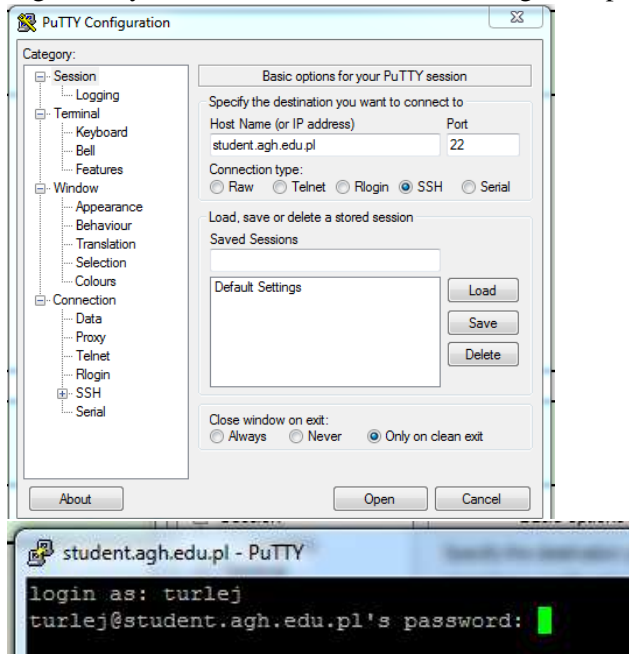 PuTTY Configuration
Category:
Session
Logging
Terminal
Keyboard
Bell
Features
Window
Appearance
Behaviour
Translation
Selection
Colours
Connection
Data
Proxy
Telnet
Rlogin
SSH
Serial
Basic options for your PuTTY session
Specify the destination you want to connect to
Host Name (or IP address) Port
student.agh.edu.pl 22
Connection type:
Raw Telnet Rlogin SSH Serial
Load, save or delete a stored session
Saved Sessions
Default Settings
Load
Save
Delete
Close window on exit:
Always Never Only on clean exit
About Open Cancel
student.agh.edu.pl - PuTTY
login as: turlej
turlej@student.agh.edu.pl's password: